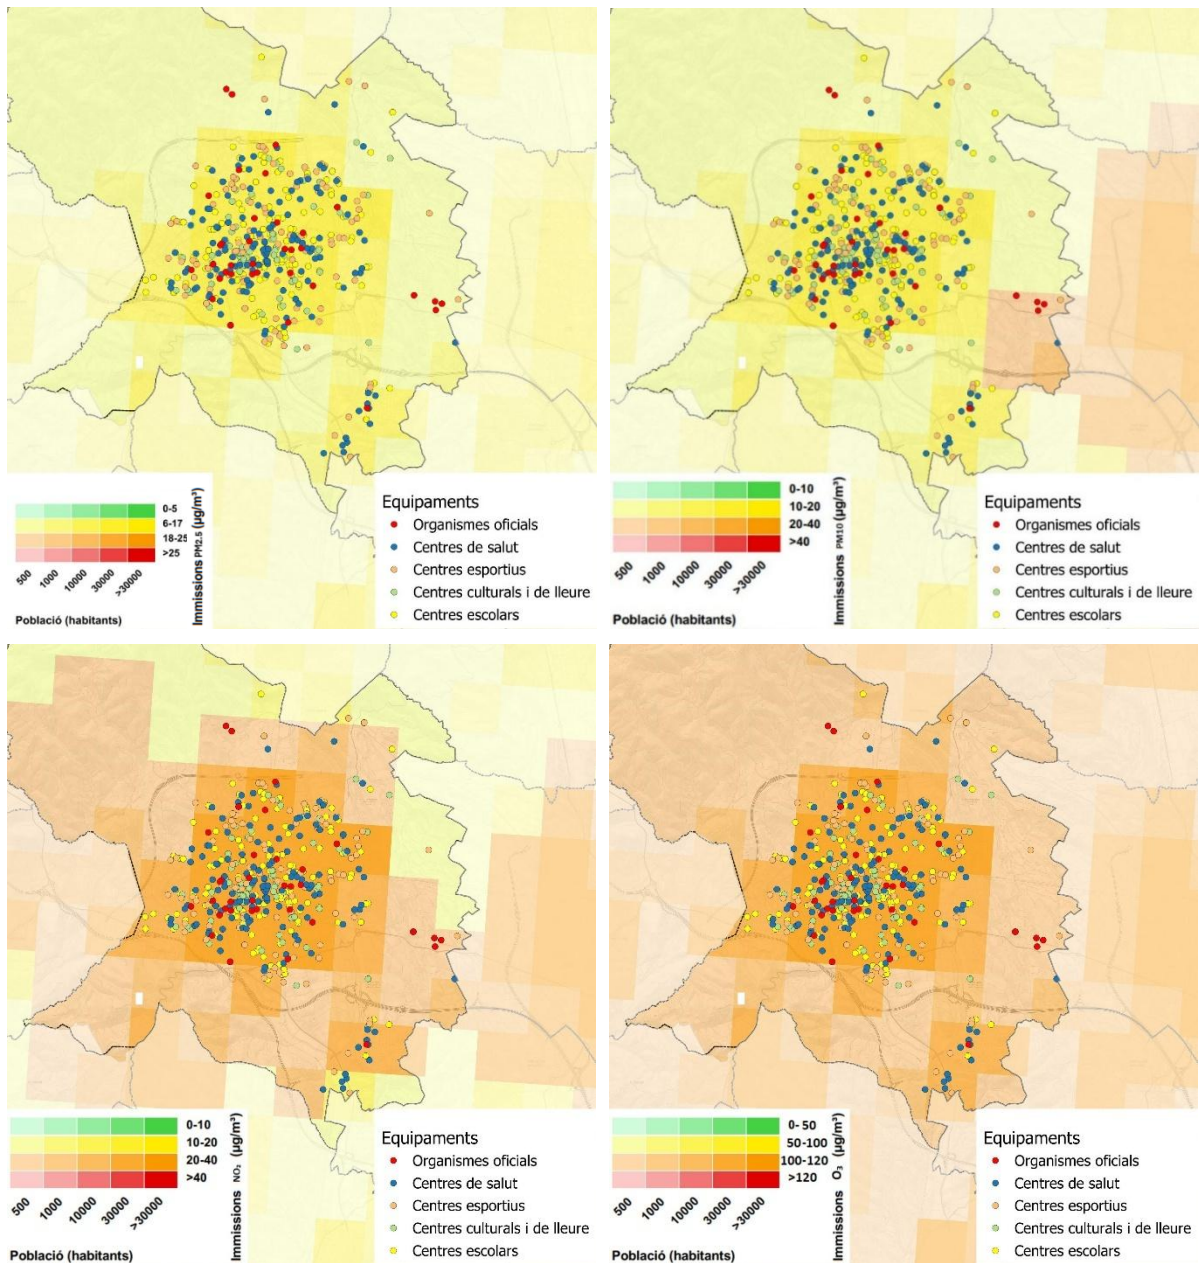 0-5
6-17
18-25
>25
500
1000
10000
30000
>30000
Immissions PM2.5 (µg/m³)
Població (habitants)
Equipaments
Organismes oficials
Centres de salut
Centres esportius
Centres culturals i de lleure
Centres escolars
0-10
10-20
20-40
>40
500
1000
10000
30000
>30000
Immissions PM10 (µg/m³)
Població (habitants)
Equipaments
Organismes oficials
Centres de salut
Centres esportius
Centres culturals i de lleure
Centres escolars
0-10
10-20
20-40
>40
500
1000
10000
30000
>30000
Immissions NO₂ (µg/m³)
Població (habitants)
Equipaments
Organismes oficials
Centres de salut
Centres esportius
Centres culturals i de lleure
Centres escolars
0- 50
50-100
100-120
>120
500
1000
10000
30000
>30000
Immissions O₃ (µg/m³)
Població (habitants)
Equipaments
Organismes oficials
Centres de salut
Centres esportius
Centres culturals i de lleure
Centres escolars